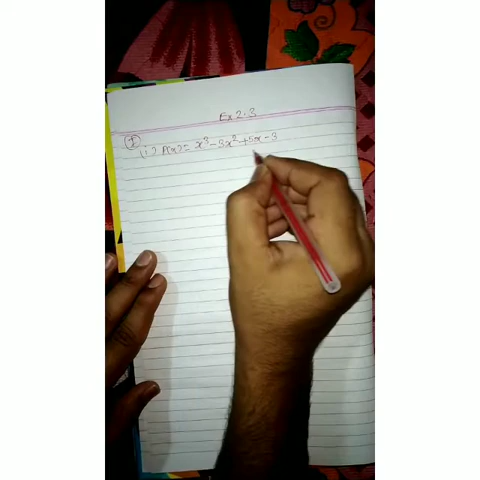 Ex 2.3
① (i) P(x) = x³ - 3x² + 5x - 3